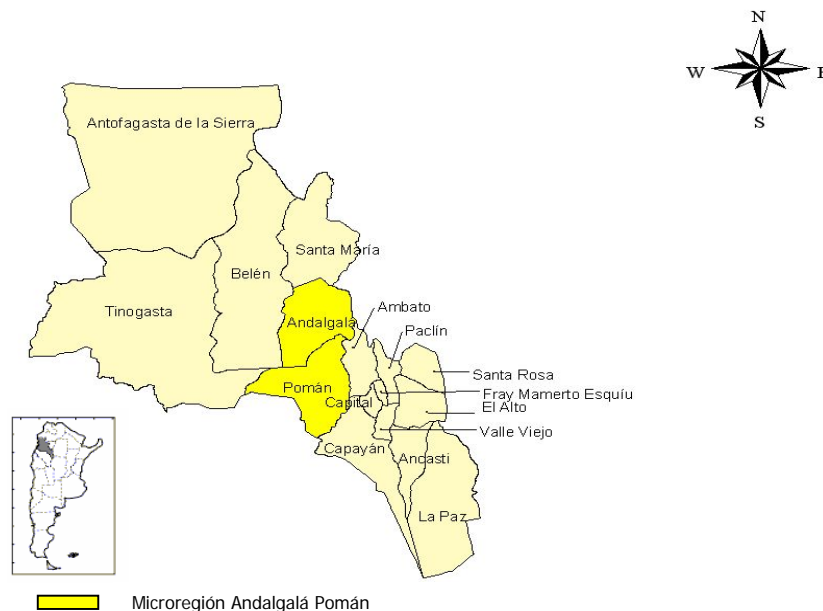 N
W
E
S
Antofagasta de la Sierra
Santa María
Belén
Tinogasta
Ambato
Andalgalá
Paclín
Santa Rosa
Pomán
Fray Mamerto Esquíu
Capital
El Alto
Valle Viejo
Capayán
Ancasti
La Paz
Microregión Andalgalá Pomán